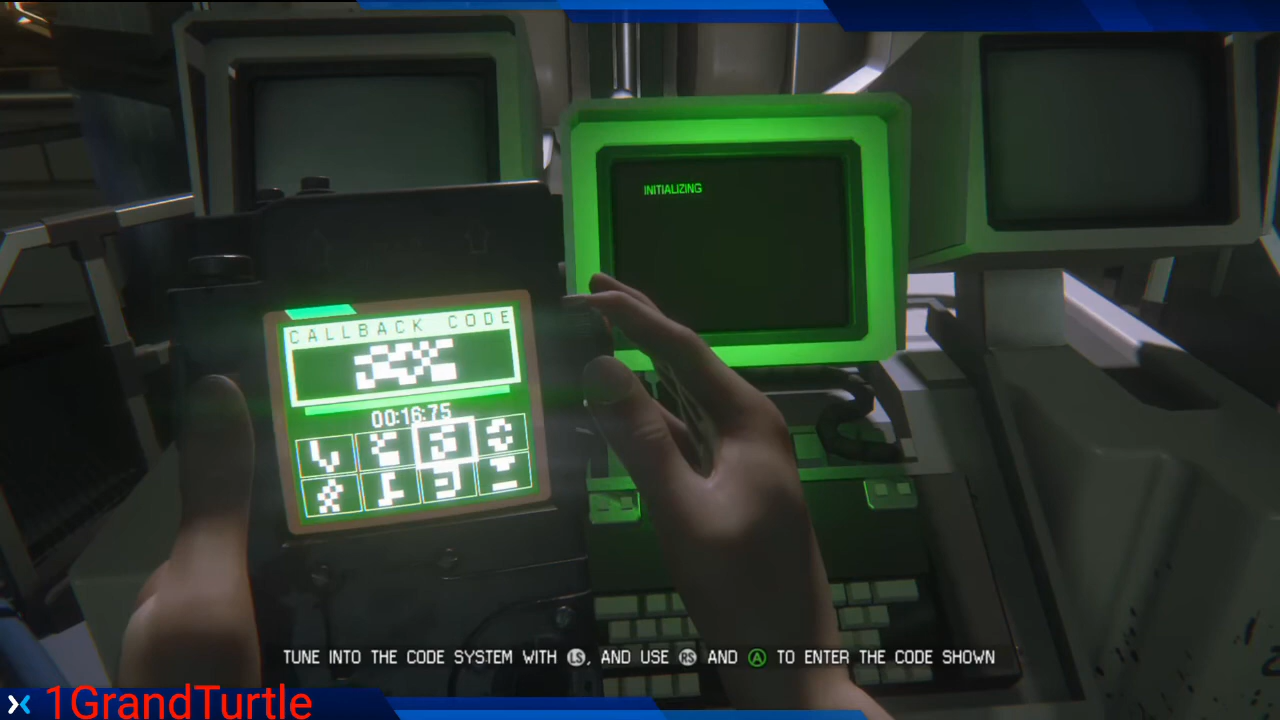 INITIALIZING
CALLBACK CODE
00:16:75
TUNE INTO THE CODE SYSTEM WITH LS, AND USE RS AND A TO ENTER THE CODE SHOWN
1GrandTurtle